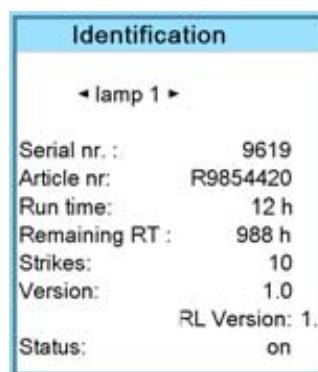 Identification
◄ lamp 1 ►
Serial nr. : 9619
Article nr: R9854420
Run time: 12 h
Remaining RT : 988 h
Strikes: 10
Version: 1.0
RL Version: 1.
Status: on